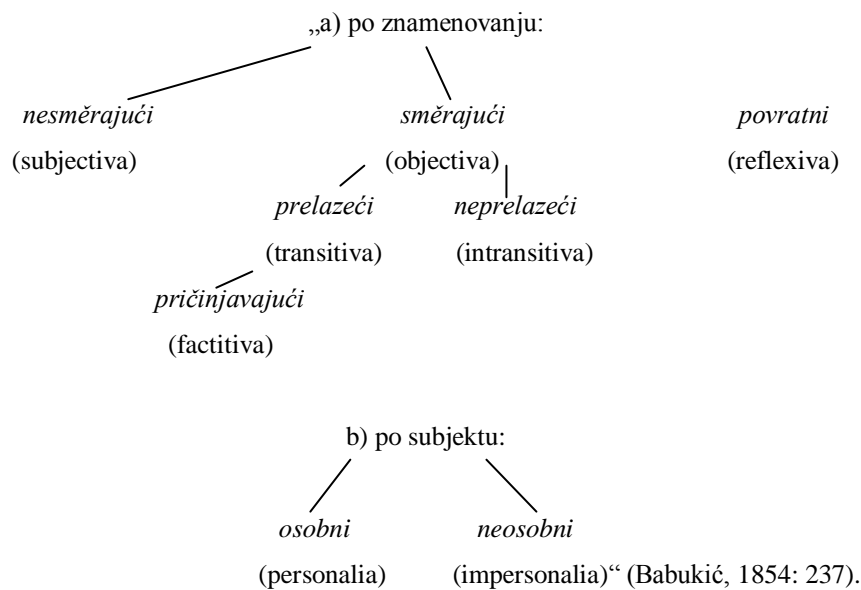 „a) po znamenovanju:
nesměrajući směrajući povratni
(subjectiva) (objectiva) (reflexiva)
prelazeći neprelazeći
(transitiva) (intransitiva)
pričinjavajući
(factitiva)
b) po subjektu:
osobni neosobni
(personalia) (impersonalia)“ (Babukić, 1854: 237).